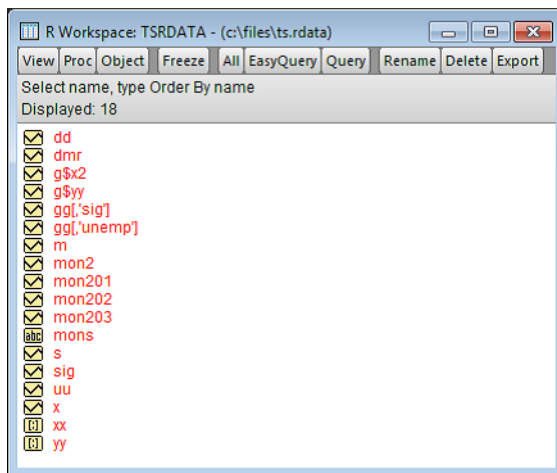 R Workspace: TSRDATA - (c:\files\ts.rdata)
View Proc Object Freeze All EasyQuery Query Rename Delete Export
Select name, type Order By name
Displayed: 18
dd
dmr
g$x2
g$yy
gg[,'sig']
gg[,'unemp']
m
mon2
mon201
mon202
mon203
abc mons
s
sig
uu
x
[:] xx
[:] yy